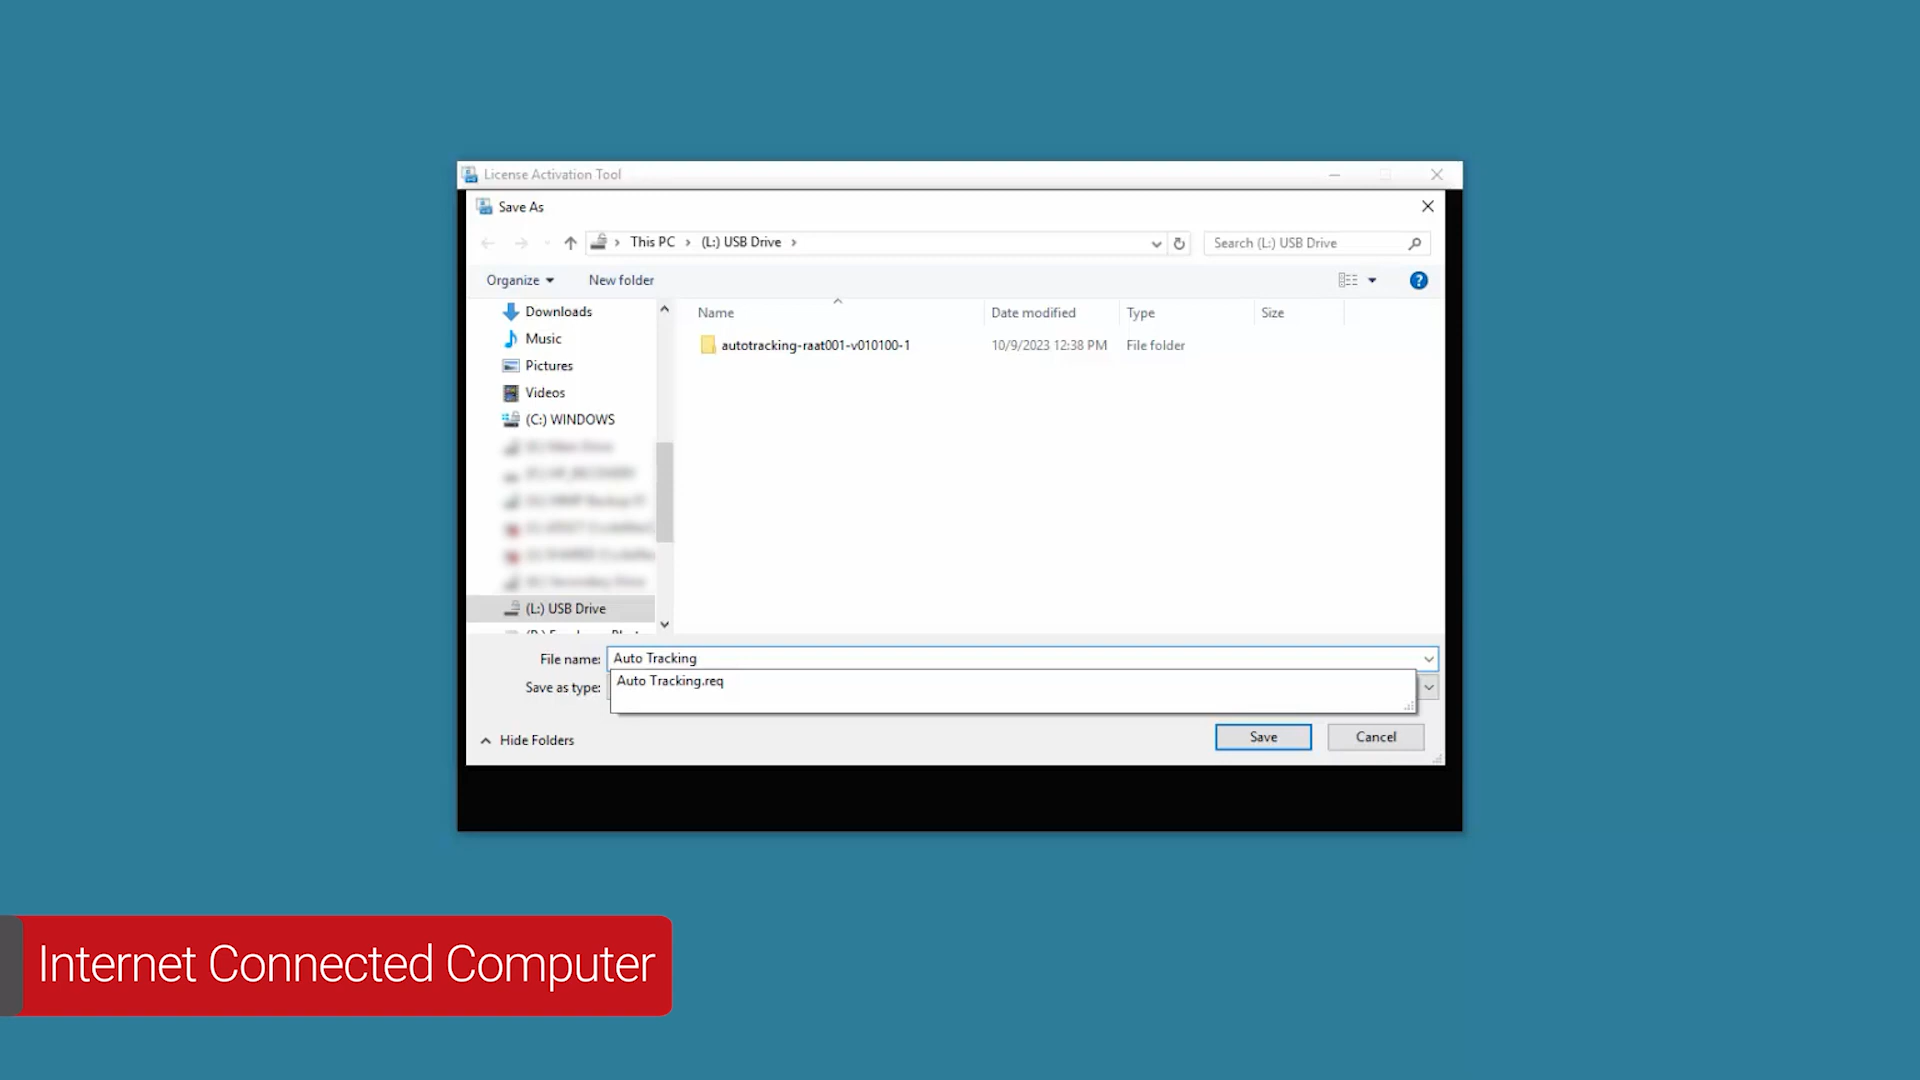 License Activation Tool
Save As
This PC > (L:) USB Drive >
Search (L:) USB Drive
Organize
New folder
Name
Date modified
Type
Size
Downloads
Music
Pictures
Videos
(C:) WINDOWS
(L:) USB Drive
autotracking-raat001-v010100-1
10/9/2023 12:38 PM
File folder
File name: Auto Tracking
Auto Tracking.req
Save as type:
Hide Folders
Save
Cancel
Internet Connected Computer